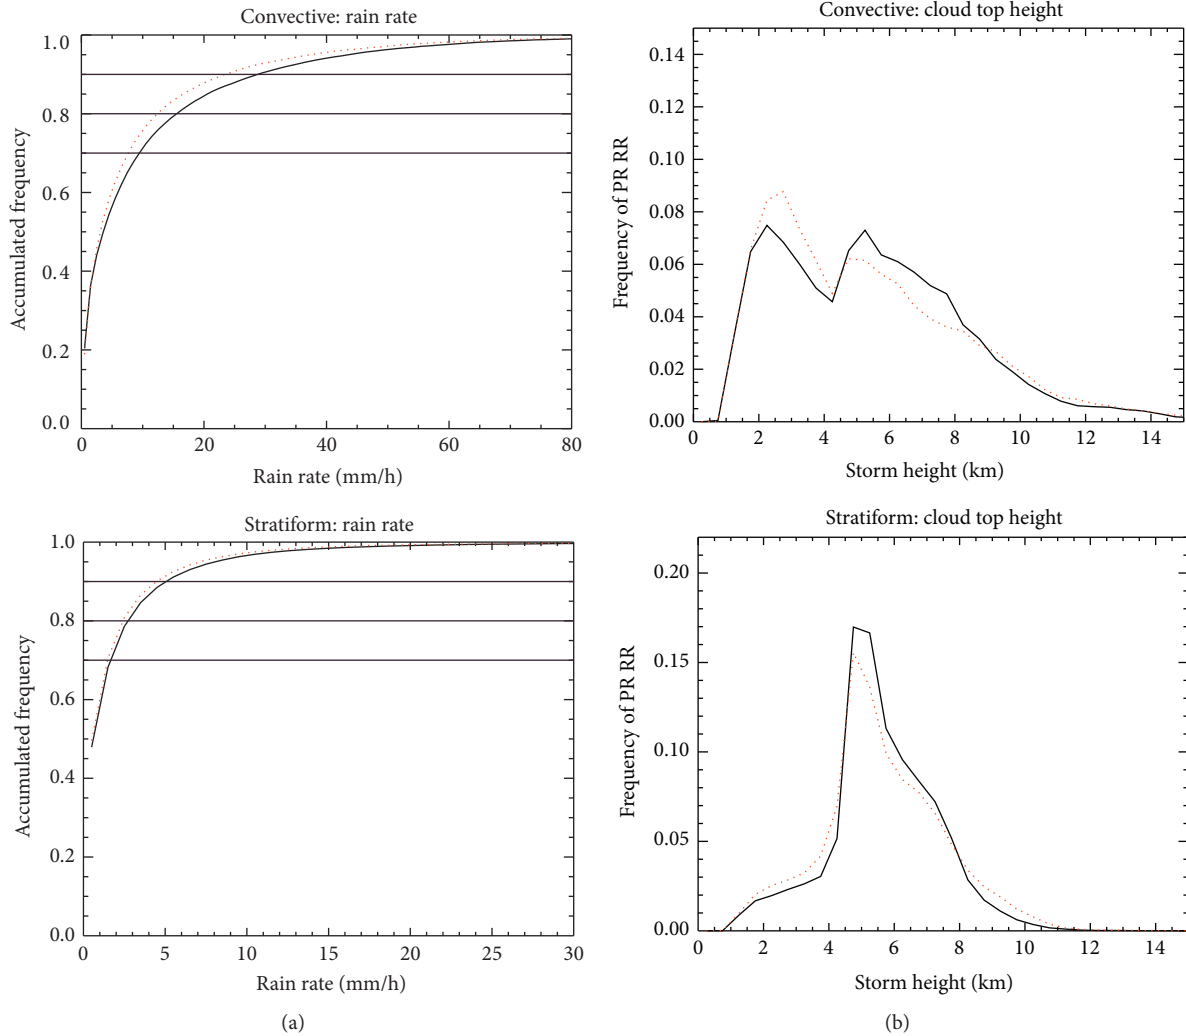 Convective: rain rate
1.0
0.8
0.6
0.4
0.2
0.0
Accumulated frequency
0 20 40 60 80
Rain rate (mm/h)
Convective: cloud top height
0.14
0.12
0.10
0.08
0.06
0.04
0.02
0.00
Frequency of PR RR
0 2 4 6 8 10 12 14
Storm height (km)
Stratiform: rain rate
1.0
0.8
0.6
0.4
0.2
0.0
Accumulated frequency
0 5 10 15 20 25 30
Rain rate (mm/h)
(a)
Stratiform: cloud top height
0.20
0.15
0.10
0.05
0.00
Frequency of PR RR
0 2 4 6 8 10 12 14
Storm height (km)
(b)